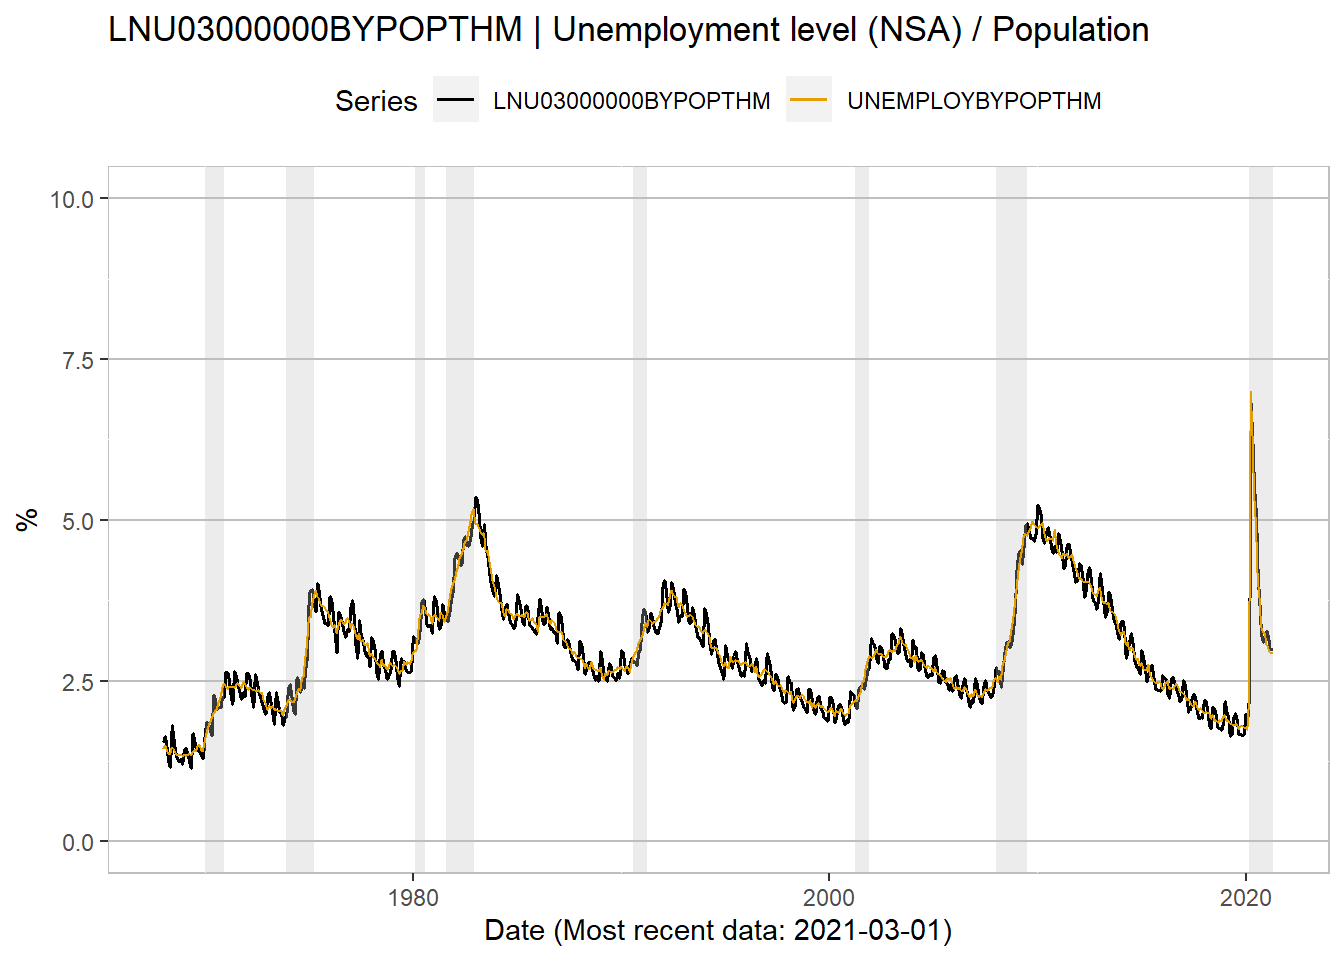 LNU03000000BYPOPTHM | Unemployment level (NSA) / Population
Series LNU03000000BYPOPTHM UNEMPLOYBYPOPTHM
10.0
7.5
%
5.0
2.5
0.0
1980 2000 2020
Date (Most recent data: 2021-03-01)